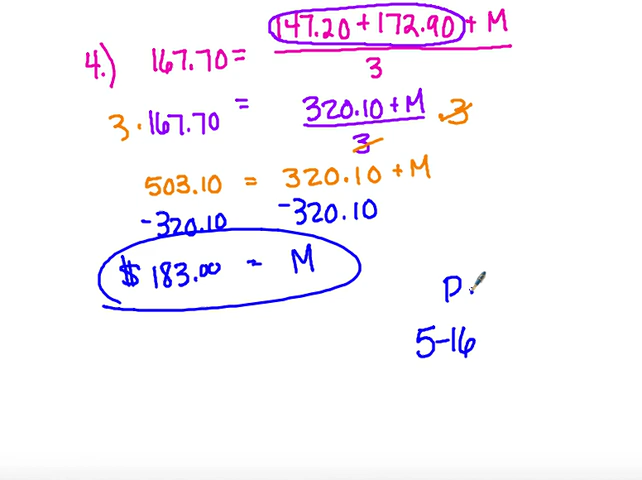 4.) 167.70 = 147.20 + 172.90 + M
3
3 · 167.70 = 320.10 + M · 3
3
503.10 = 320.10 + M
-320.10 -320.10
$ 183.00 = M
p.
5-16